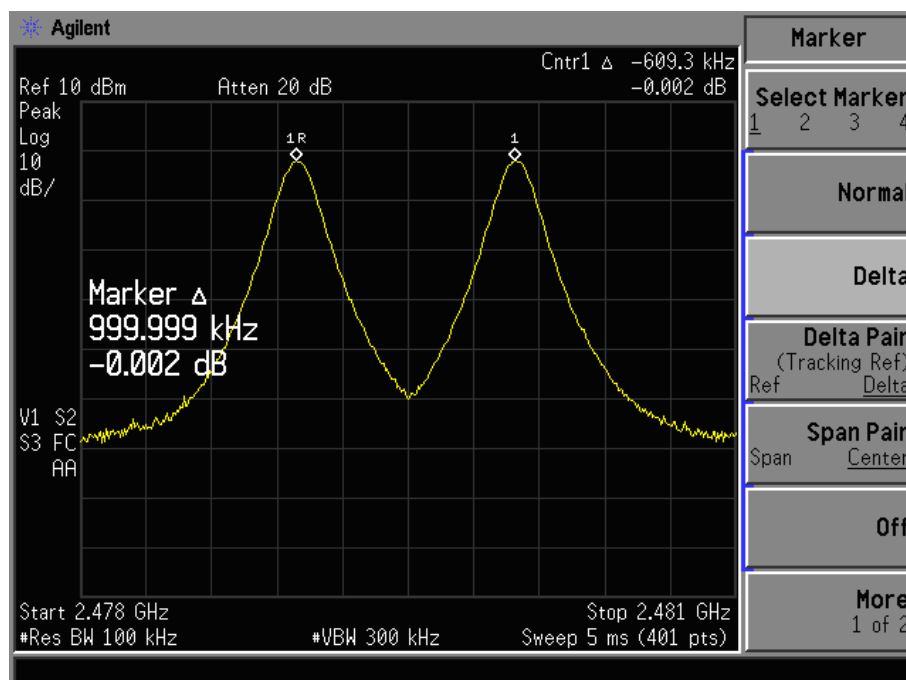 Agilent
Marker
Cntr1 Δ -609.3 kHz
Ref 10 dBm Atten 20 dB -0.002 dB
Peak
Log
10
dB/
1R
1
Marker Δ
999.999 kHz
-0.002 dB
V1 S2
S3 FC
AA
Start 2.478 GHz Stop 2.481 GHz
#Res BW 100 kHz #VBW 300 kHz Sweep 5 ms (401 pts)
Select Marker
1 2 3 4
Normal
Delta
Delta Pair
(Tracking Ref)
Ref Delta
Span Pair
Span Center
Off
More
1 of 2